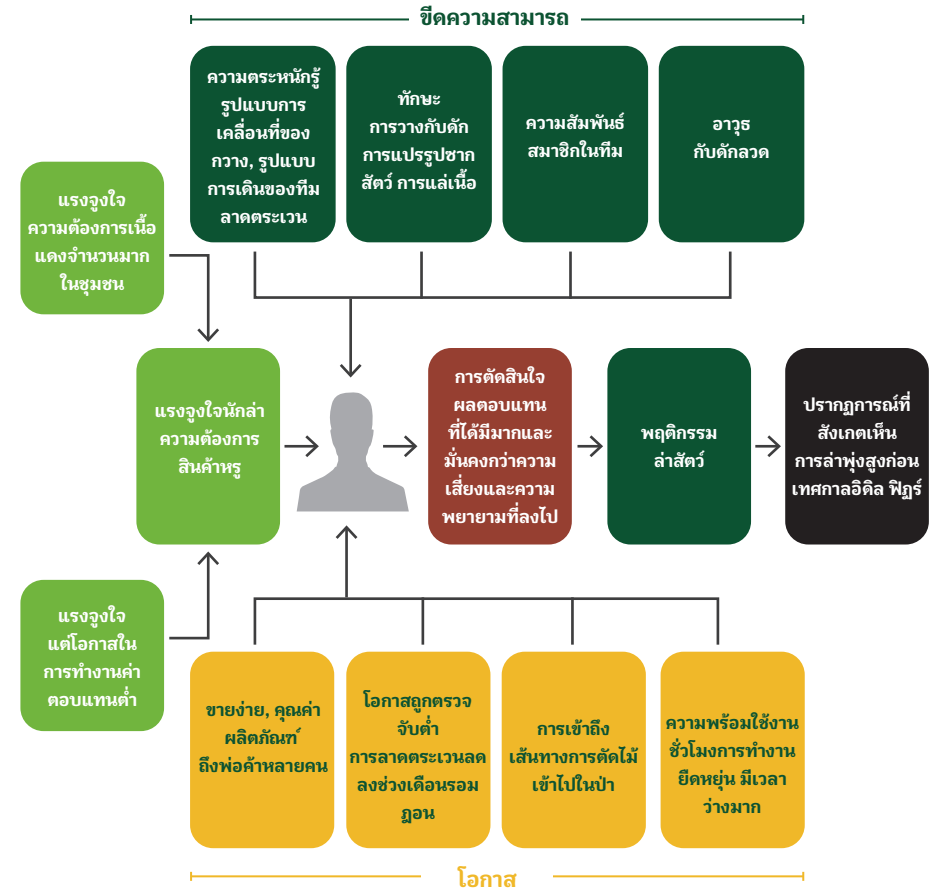 ขีดความสามารถ
ความตระหนักรู้
รูปแบบการ
เคลื่อนที่ของ
กวาง, รูปแบบ
การเดินของทีม
ลาดตระเวน
ทักษะ
การวางกับดัก
การแปรรูปซาก
สัตว์ การแล่เนื้อ
ความสัมพันธ์
สมาชิกในทีม
อาวุธ
กับดักลวด
แรงจูงใจ
ความต้องการเนื้อ
แดงจำนวนมาก
ในชุมชน
แรงจูงใจนักล่า
ความต้องการ
สินค้าหรู
การตัดสินใจ
ผลตอบแทน
ที่ได้มีมากและ
มั่นคงกว่าความ
เสี่ยงและความ
พยายามที่ลงไป
พฤติกรรม
ล่าสัตว์
ปรากฏการณ์ที่
สังเกตเห็น
การล่าพุ่งสูงก่อน
เทศกาลอิดิล ฟิฏร์
แรงจูงใจ
แต่โอกาสใน
การทำงานค่า
ตอบแทนต่ำ
ขายง่าย, คุณค่า
ผลิตภัณฑ์
ถึงพ่อค้าหลายคน
โอกาสถูกตรวจ
จับต่ำ
การลาดตระเวนลด
ลงช่วงเดือนรอม
ฎอน
การเข้าถึง
เส้นทางการตัดไม้
เข้าไปในป่า
ความพร้อมใช้งาน
ชั่วโมงการทำงาน
ยืดหยุ่น มีเวลา
ว่างมาก
โอกาส